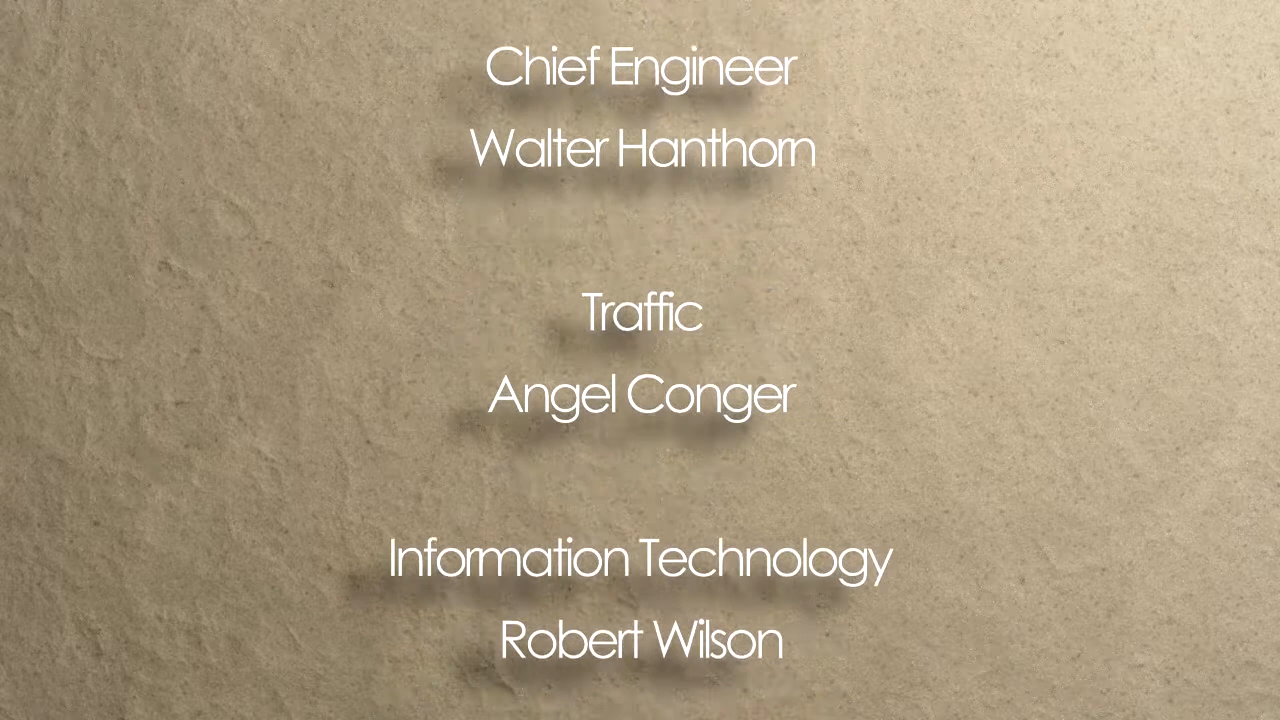 Chief Engineer
Walter Hanthorn
Traffic
Angel Conger
Information Technology
Robert Wilson